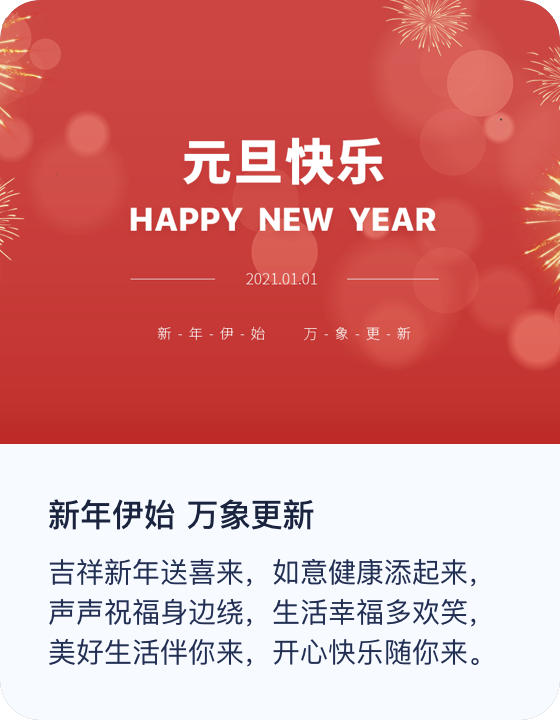 元旦快乐
HAPPY NEW YEAR
2021.01.01
新-年-伊-始 万-象-更-新
新年伊始 万象更新
吉祥新年送喜来，如意健康添起来，
声声祝福身边绕，生活幸福多欢笑，
美好生活伴你来，开心快乐随你来。